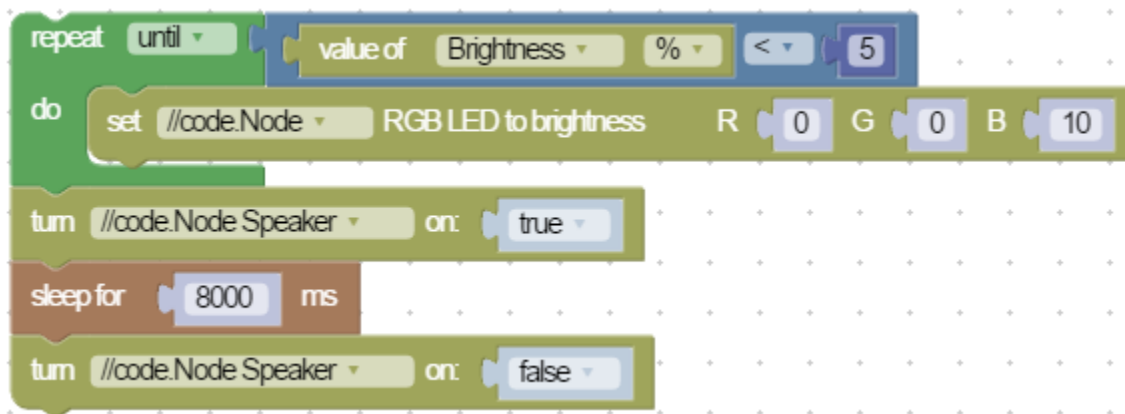 repeat until value of Brightness % < 5
do set //code.Node RGB LED to brightness R 0 G 0 B 10
turn //code.Node Speaker on: true
sleep for 8000 ms
turn //code.Node Speaker on: false